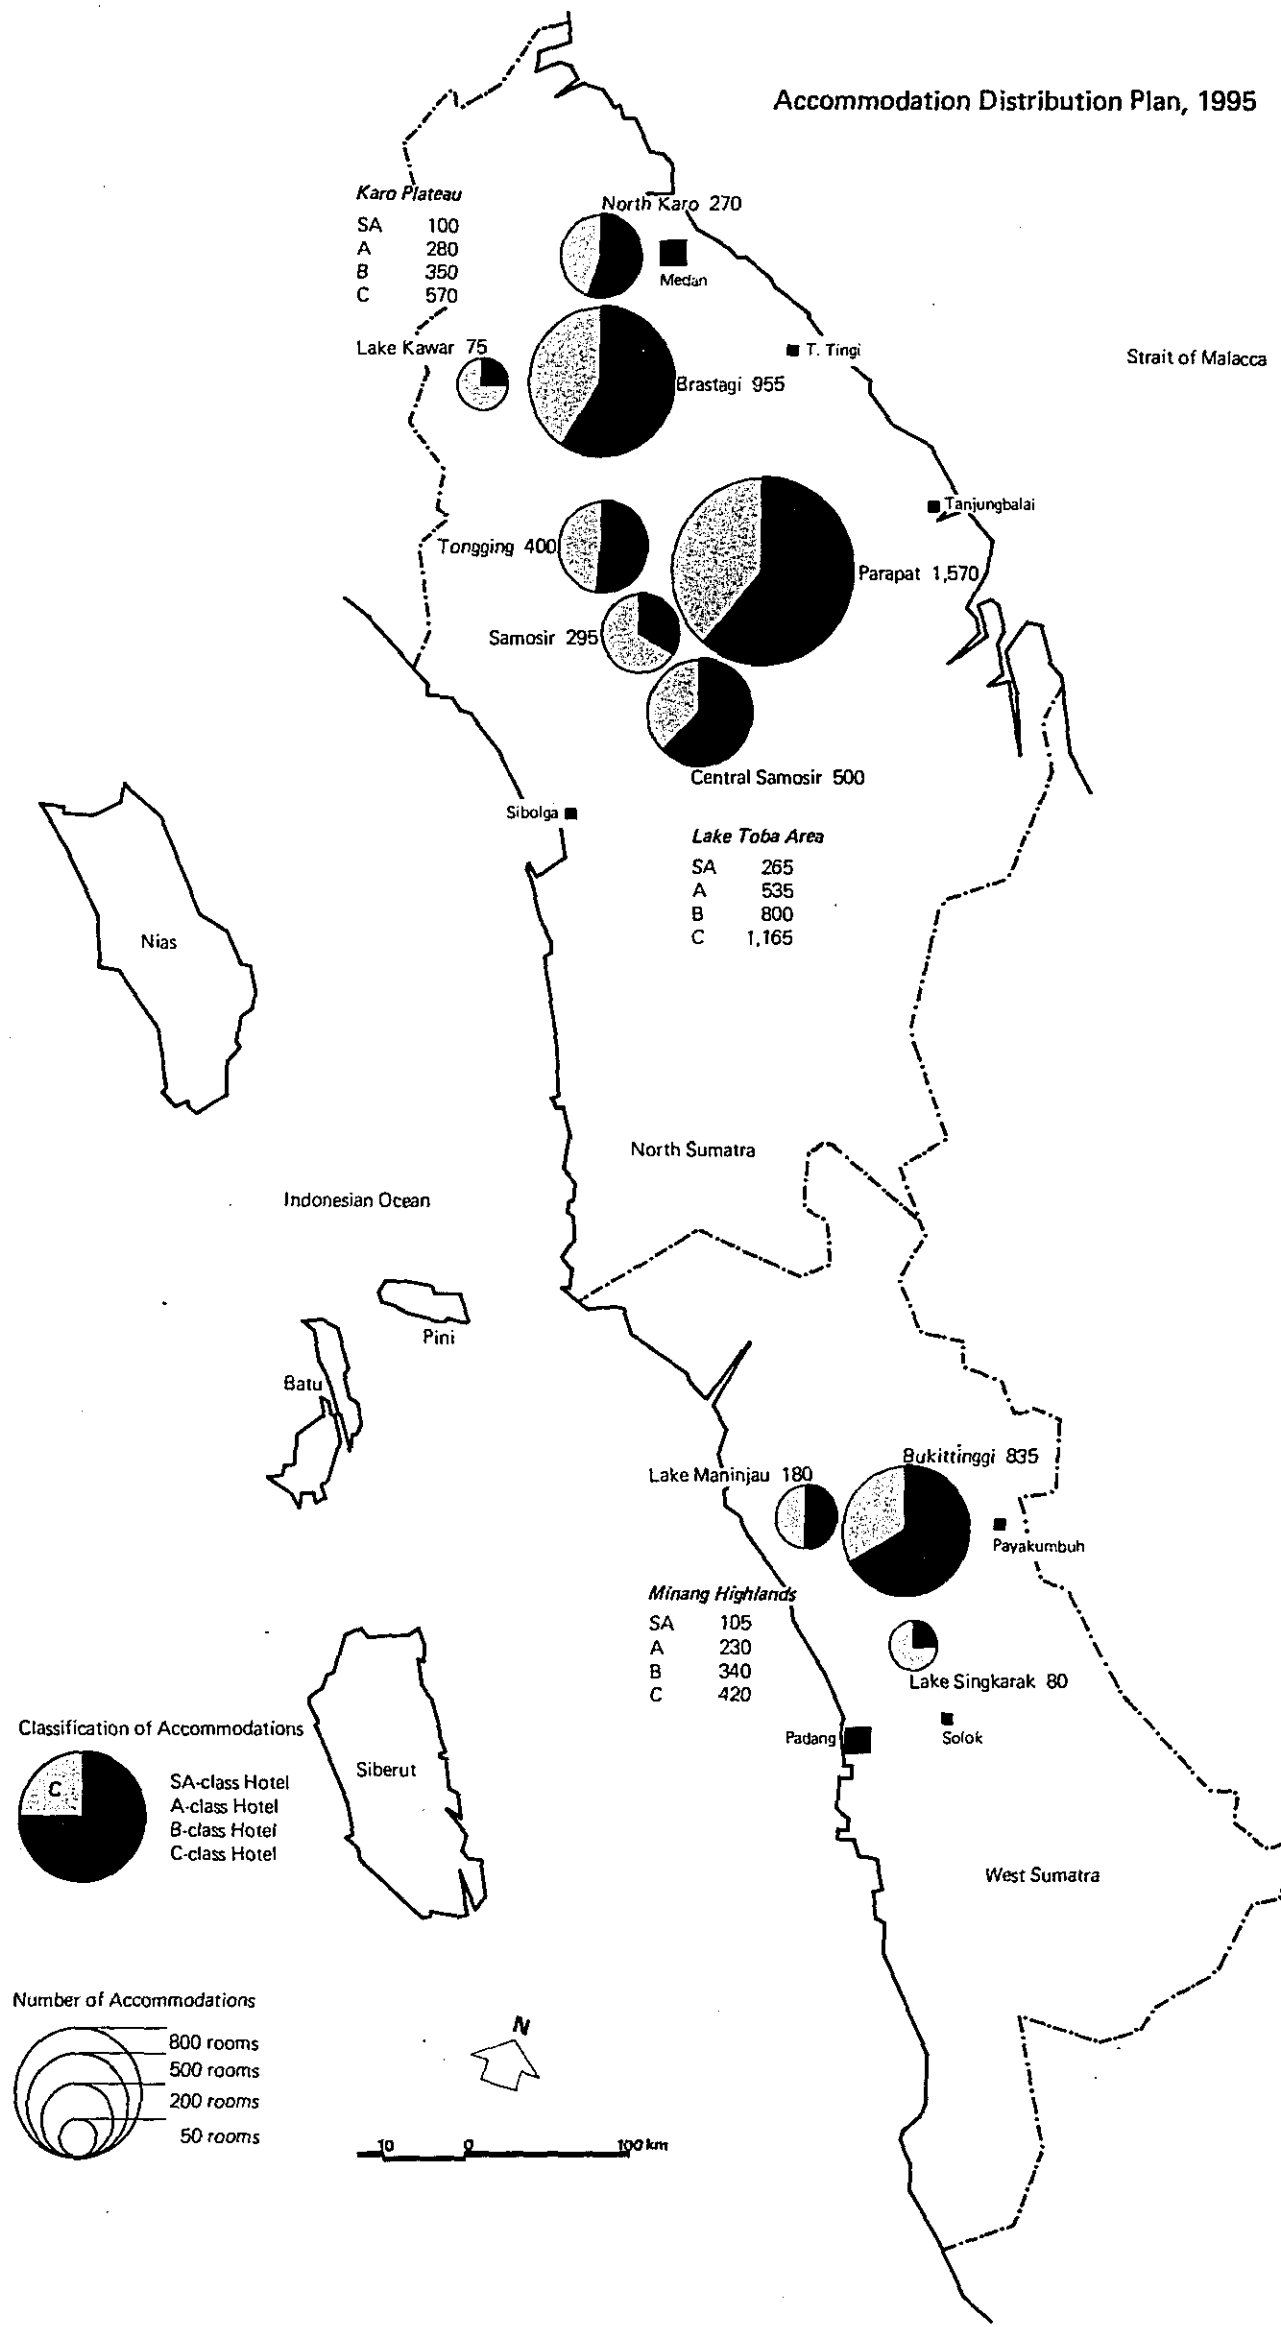 Accommodation Distribution Plan, 1995
Karo Plateau
SA 100
A 280
B 350
C 570
North Karo 270
Medan
Lake Kawar 75
T. Tingi
Strait of Malacca
Brastagi 955
Tanjungbalai
Tongging 400
Parapat 1,570
Samosir 295
Central Samosir 500
Sibolga
Lake Toba Area
SA 265
A 535
B 800
C 1,165
Nias
North Sumatra
Indonesian Ocean
Pini
Batu
Bukittinggi 835
Lake Maninjau 180
Payakumbuh
Minang Highlands
SA 105
A 230
B 340
C 420
Lake Singkarak 80
Padang
Solok
Siberut
Classification of Accommodations
C
SA-class Hotel
A-class Hotel
B-class Hotel
C-class Hotel
West Sumatra
Number of Accommodations
800 rooms
500 rooms
200 rooms
50 rooms
N
10 0 100 km